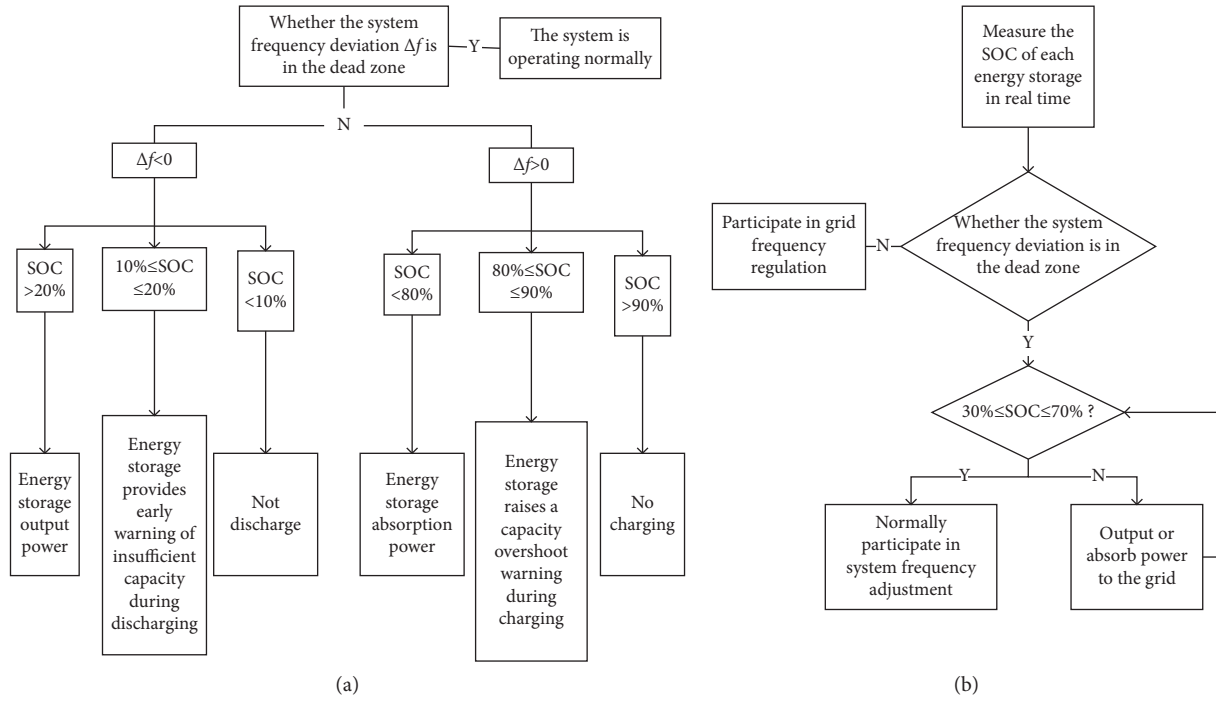 Whether the system
frequency deviation Δf is
in the dead zone
Y
The system is
operating normally
N
Δf<0
Δf>0
SOC
>20%
10%≤SOC
≤20%
SOC
<10%
SOC
<80%
80%≤SOC
≤90%
SOC
>90%
Energy
storage
output
power
Energy
storage
provides
early
warning of
insufficient
capacity
during
discharging
Not
discharge
Energy
storage
absorption
power
Energy
storage
raises a
capacity
overshoot
warning
during
charging
No
charging
(a)
Measure the
SOC of each
energy storage
in real time
Whether the system
frequency deviation is in
the dead zone
N
Participate in grid
frequency
regulation
Y
30%≤SOC≤70% ?
Y
N
Normally
participate in
system frequency
adjustment
Output or
absorb power
to the grid
(b)